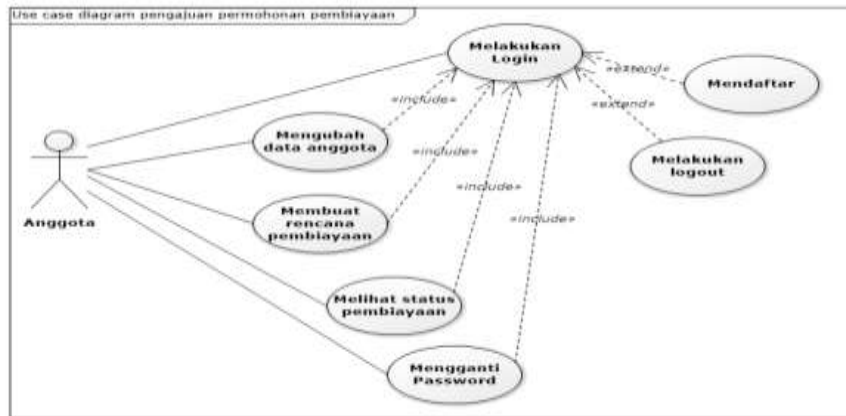 Use case diagram pengajuan permohonan pembiayaan
Melakukan
Login
«extend»
Mendaftar
«include»
«extend»
Mengubah
data anggota
«include»
Melakukan
logout
Anggota
«include»
Membuat
rencana
pembiayaan
«include»
Melihat status
pembiayaan
Mengganti
Password